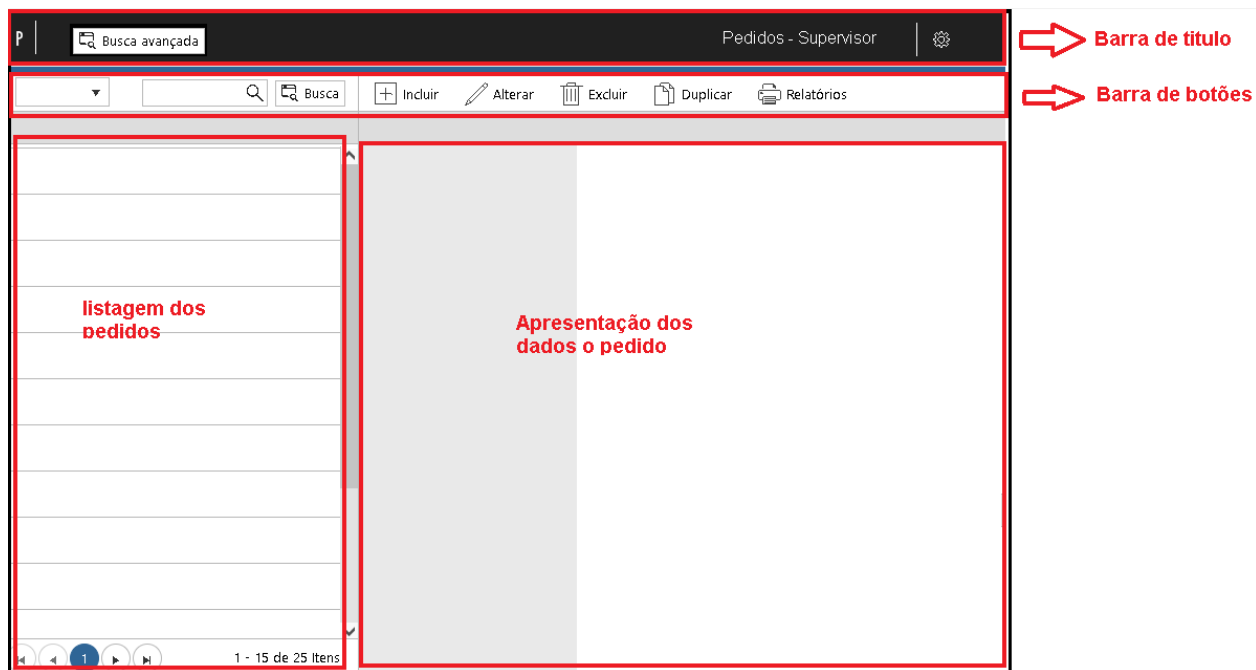 P
Busca avançada
Pedidos - Supervisor
Barra de titulo
Busca
Incluir
Alterar
Excluir
Duplicar
Relatórios
Barra de botões
listagem dos
pedidos
Apresentação dos
dados o pedido
1
1 - 15 de 25 Itens